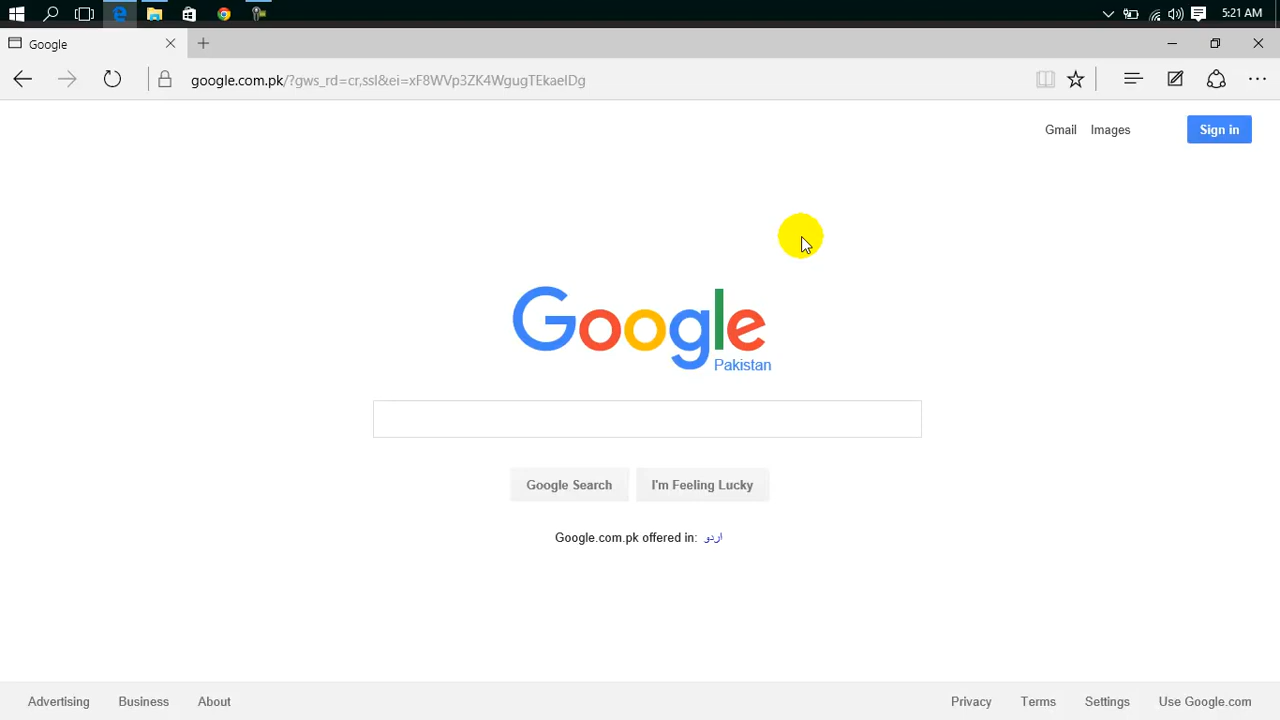 5:21 AM
Google
google.com.pk/?gws_rd=cr,ssl&ei=xF8WVp3ZK4WgugTEkaeIDg
Gmail Images Sign in
Google
Pakistan
Google Search I'm Feeling Lucky
Google.com.pk offered in: اردو
Advertising Business About Privacy Terms Settings Use Google.com